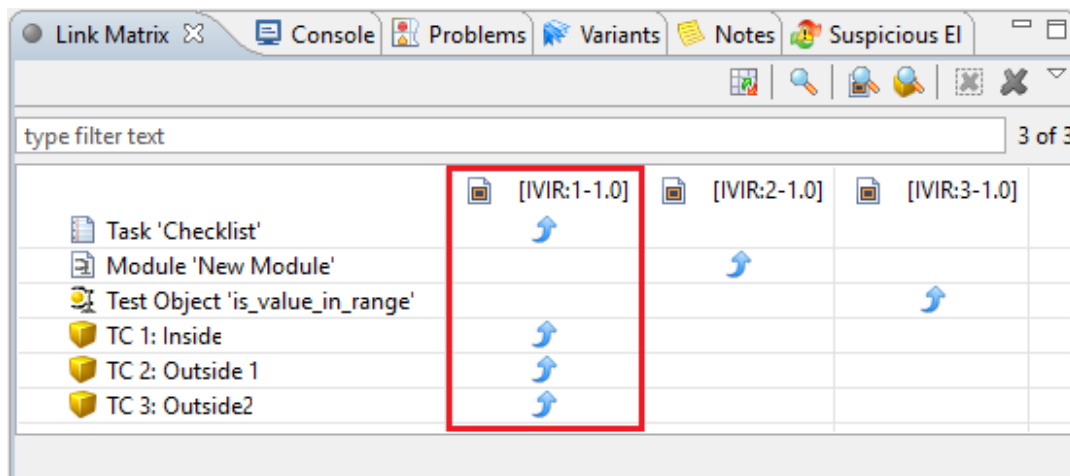 Link Matrix Console Problems Variants Notes Suspicious El
type filter text 3 of 3
[IVIR:1-1.0] [IVIR:2-1.0] [IVIR:3-1.0]
Task 'Checklist'
Module 'New Module'
Test Object 'is_value_in_range'
TC 1: Inside
TC 2: Outside 1
TC 3: Outside2